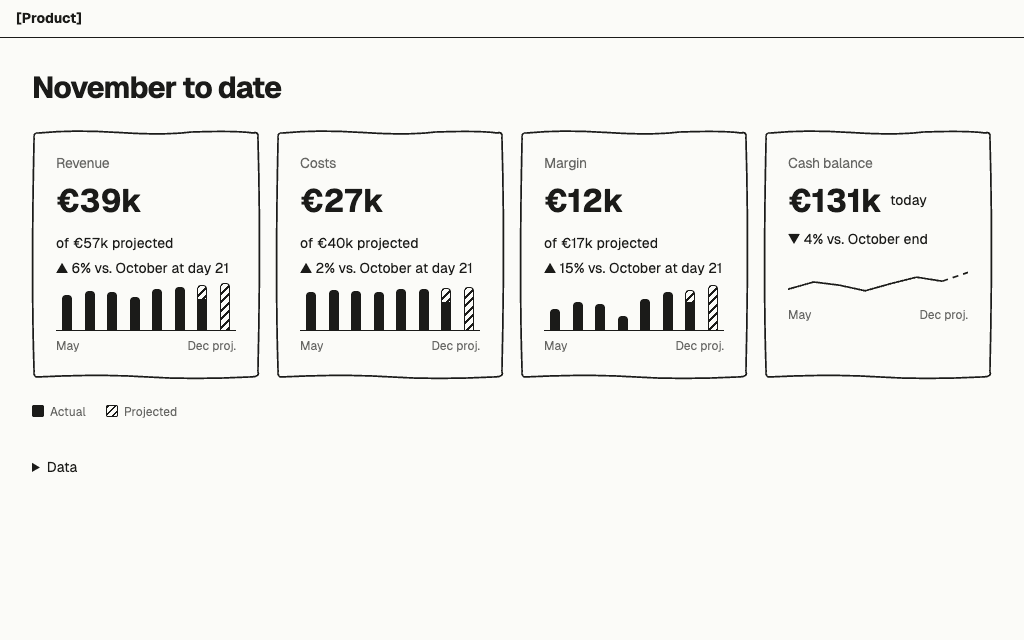 [Product]
November to date
Revenue
€39k
of €57k projected
▲ 6% vs. October at day 21
May
Dec proj.
Costs
€27k
of €40k projected
▲ 2% vs. October at day 21
May
Dec proj.
Margin
€12k
of €17k projected
▲ 15% vs. October at day 21
May
Dec proj.
Cash balance
€131k today
▼ 4% vs. October end
May
Dec proj.
Actual
Projected
Data